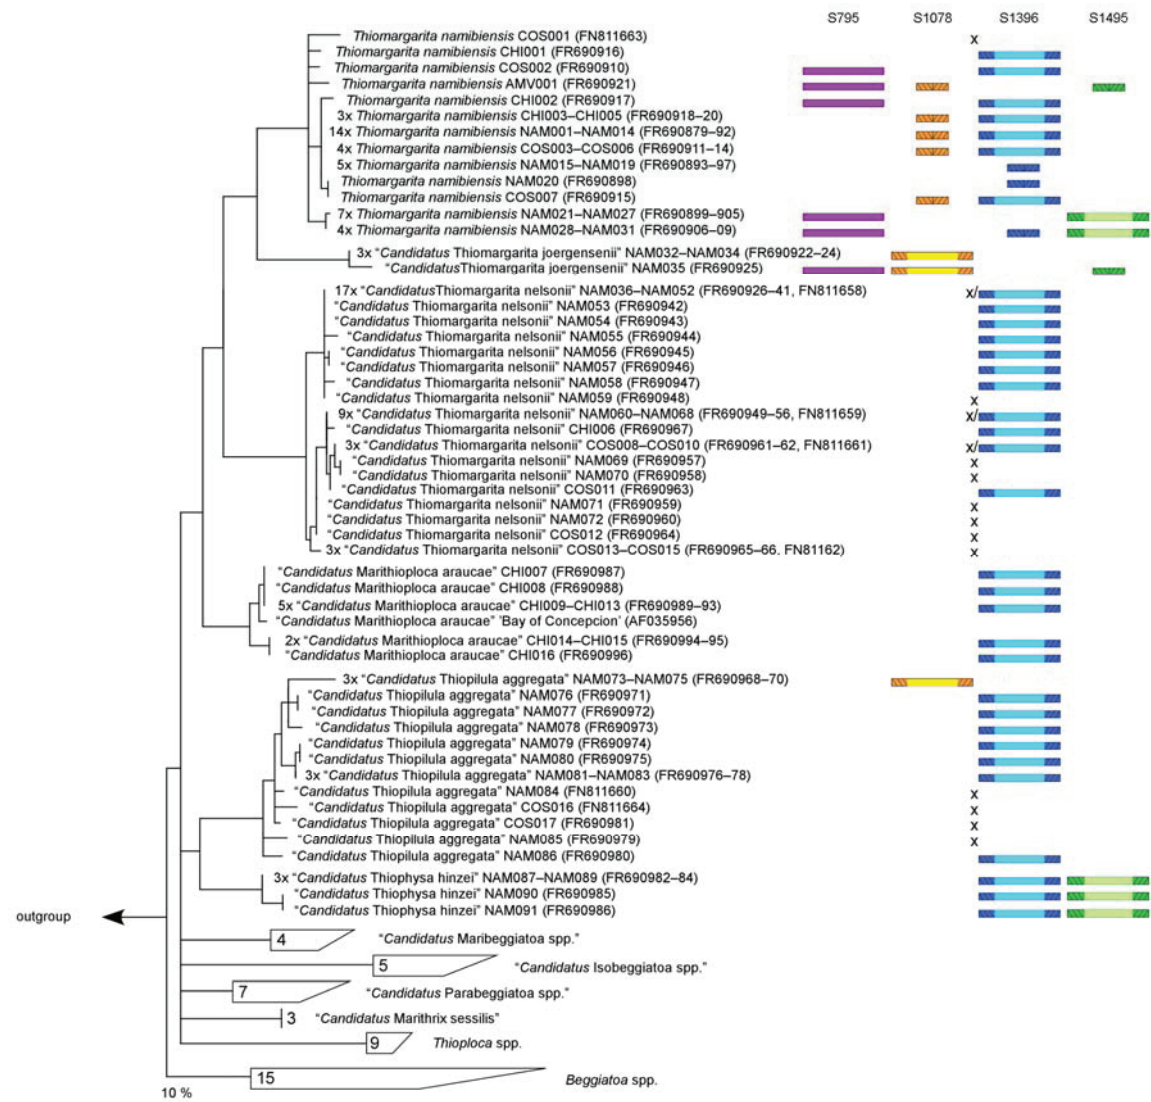 S795 S1078 S1396 S1495
Thiomargarita namibiensis COS001 (FN811663) x
Thiomargarita namibiensis CHI001 (FR690916)
Thiomargarita namibiensis COS002 (FR690910)
Thiomargarita namibiensis AMV001 (FR690921)
Thiomargarita namibiensis CHI002 (FR690917)
3x Thiomargarita namibiensis CHI003–CHI005 (FR690918–20)
14x Thiomargarita namibiensis NAM001–NAM014 (FR690879–92)
4x Thiomargarita namibiensis COS003–COS006 (FR690911–14)
5x Thiomargarita namibiensis NAM015–NAM019 (FR690893–97)
Thiomargarita namibiensis NAM020 (FR690898)
Thiomargarita namibiensis COS007 (FR690915)
7x Thiomargarita namibiensis NAM021–NAM027 (FR690899–905)
4x Thiomargarita namibiensis NAM028–NAM031 (FR690906–09)
3x “Candidatus Thiomargarita joergensenii” NAM032–NAM034 (FR690922–24)
“CandidatusThiomargarita joergensenii” NAM035 (FR690925)
17x “CandidatusThiomargarita nelsonii” NAM036–NAM052 (FR690926–41, FN811658) x/
“Candidatus Thiomargarita nelsonii” NAM053 (FR690942)
“Candidatus Thiomargarita nelsonii” NAM054 (FR690943)
“Candidatus Thiomargarita nelsonii” NAM055 (FR690944)
“Candidatus Thiomargarita nelsonii” NAM056 (FR690945)
“Candidatus Thiomargarita nelsonii” NAM057 (FR690946)
“Candidatus Thiomargarita nelsonii” NAM058 (FR690947)
“Candidatus Thiomargarita nelsonii” NAM059 (FR690948) x
9x “Candidatus Thiomargarita nelsonii” NAM060–NAM068 (FR690949–56, FN811659) x/
“Candidatus Thiomargarita nelsonii” CHI006 (FR690967)
3x “Candidatus Thiomargarita nelsonii” COS008–COS010 (FR690961–62, FN811661) x/
“Candidatus Thiomargarita nelsonii” NAM069 (FR690957) x
“Candidatus Thiomargarita nelsonii” NAM070 (FR690958) x
“Candidatus Thiomargarita nelsonii” COS011 (FR690963)
“Candidatus Thiomargarita nelsonii” NAM071 (FR690959) x
“Candidatus Thiomargarita nelsonii” NAM072 (FR690960) x
“Candidatus Thiomargarita nelsonii” COS012 (FR690964) x
3x “Candidatus Thiomargarita nelsonii” COS013–COS015 (FR690965–66. FN81162) x
“Candidatus Marithioploca araucae” CHI007 (FR690987)
“Candidatus Marithioploca araucae” CHI008 (FR690988)
5x “Candidatus Marithioploca araucae” CHI009–CHI013 (FR690989–93)
“Candidatus Marithioploca araucae” ‘Bay of Concepcion’ (AF035956)
2x “Candidatus Marithioploca araucae” CHI014–CHI015 (FR690994–95)
“Candidatus Marithioploca araucae” CHI016 (FR690996)
3x “Candidatus Thiopilula aggregata” NAM073–NAM075 (FR690968–70)
“Candidatus Thiopilula aggregata” NAM076 (FR690971)
“Candidatus Thiopilula aggregata” NAM077 (FR690972)
“Candidatus Thiopilula aggregata” NAM078 (FR690973)
“Candidatus Thiopilula aggregata” NAM079 (FR690974)
“Candidatus Thiopilula aggregata” NAM080 (FR690975)
3x “Candidatus Thiopilula aggregata” NAM081–NAM083 (FR690976–78)
“Candidatus Thiopilula aggregata” NAM084 (FN811660) x
“Candidatus Thiopilula aggregata” COS016 (FN811664) x
“Candidatus Thiopilula aggregata” COS017 (FR690981) x
“Candidatus Thiopilula aggregata” NAM085 (FR690979) x
“Candidatus Thiopilula aggregata” NAM086 (FR690980)
3x “Candidatus Thiophysa hinzei” NAM087–NAM089 (FR690982–84)
“Candidatus Thiophysa hinzei” NAM090 (FR690985)
“Candidatus Thiophysa hinzei” NAM091 (FR690986)
outgroup
4 “Candidatus Maribeggiatoa spp.”
5 “Candidatus Isobeggiatoa spp.”
7 “Candidatus Parabeggiatoa spp.”
3 “Candidatus Marithrix sessilis”
9 Thioploca spp.
15 Beggiatoa spp.
10 %